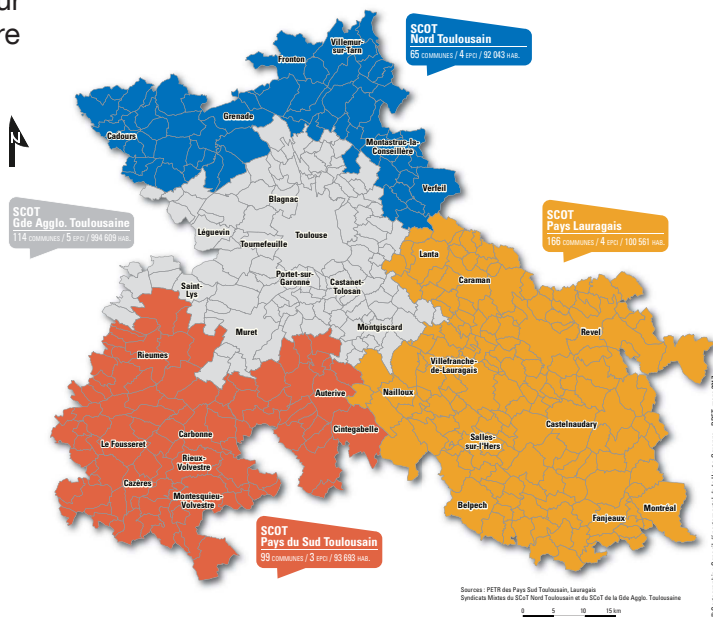 ur
re
SCOT
Nord Toulousain
65 COMMUNES / 4 EPCI / 92 043 HAB.
Villemur-
sur-Tarn
Fronton
Grenade
Cadours
Montastruc-la-
Conseillère
Verfeil
N
SCOT
Gde Agglo. Toulousaine
114 COMMUNES / 5 EPCI / 994 609 HAB.
SCOT
Pays Lauragais
166 COMMUNES / 4 EPCI / 100 561 HAB.
Blagnac
Léguevin
Toulouse
Tournefeuille
Lanta
Caraman
Portet-sur-
Garonne
Castanet-
Tolosan
Saint-
Lys
Muret
Montgiscard
Revel
Rieumes
Villefranche-
de-Lauragais
Auterive
Nailloux
Castelnaudary
Cintegabelle
Carbonne
Le Fousseret
Salles-
sur-l'Hers
Rieux-
Volvestre
Cazères
Montesquieu-
Volvestre
Belpech
Montréal
Fanjeaux
SCOT
Pays du Sud Toulousain
99 COMMUNES / 3 EPCI / 93 693 HAB.
Sources : PETR des Pays Sud Toulousain, Lauragais
Syndicats Mixtes du SCoT Nord Toulousain et du SCoT de la Gde Agglo. Toulousaine
0 5 10 15 km